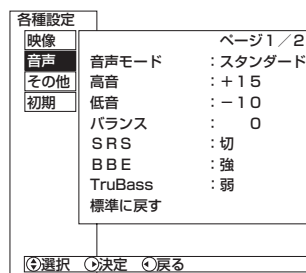 各種設定
映像
音声
その他
初期
ページ1/2
音声モード :スタンダード
高音 :+15
低音 :-10
バランス : 0
SRS :切
BBE :強
TruBass :弱
標準に戻す
選択 決定 戻る